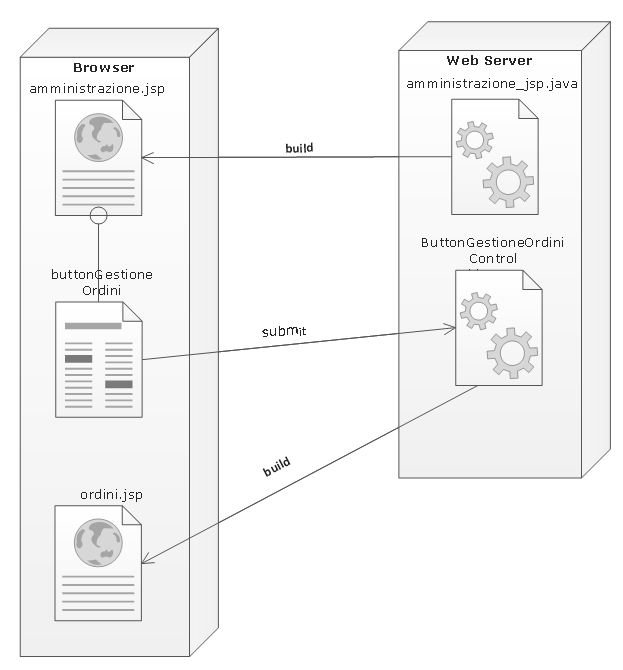 Browser
amministrazione.jsp
buttonGestione
Ordini
ordini.jsp
build
submit
build
Web Server
amministrazione_jsp.java
ButtonGestioneOrdini
Control